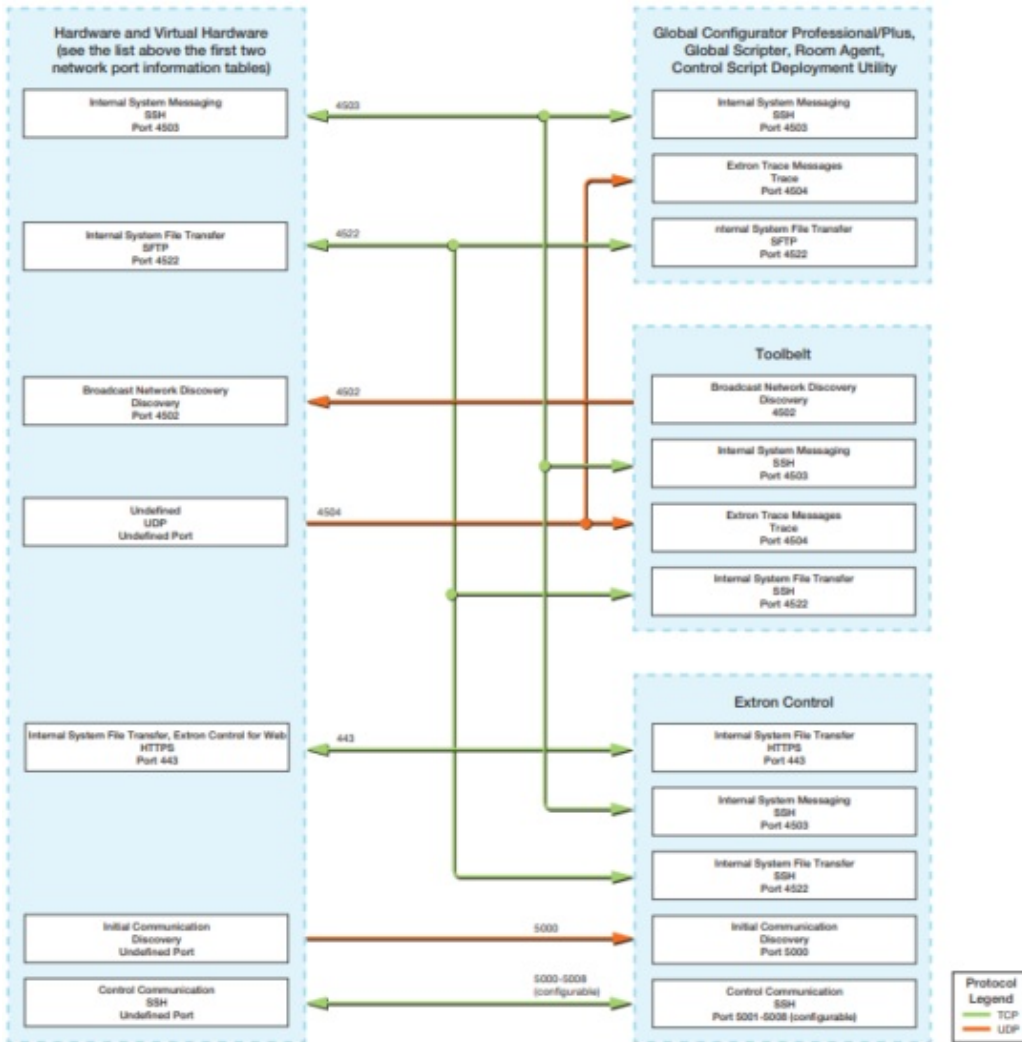 Hardware and Virtual Hardware
(see the list above the first two
network port information tables)
Internal System Messaging
SSH
Port 4503
Internal System File Transfer
SFTP
Port 4522
Broadcast Network Discovery
Discovery
Port 4502
Undefined
UDP
Undefined Port
Internal System File Transfer, Extron Control for Web
HTTPS
Port 443
Initial Communication
Discovery
Undefined Port
Control Communication
SSH
Undefined Port
4503
4522
4502
4504
443
5000
5000-5008
(configurable)
Global Configurator Professional/Plus,
Global Scripter, Room Agent,
Control Script Deployment Utility
Internal System Messaging
SSH
Port 4503
Extron Trace Messages
Trace
Port 4504
nternal System File Transfer
SFTP
Port 4522
Toolbelt
Broadcast Network Discovery
Discovery
4502
Internal System Messaging
SSH
Port 4503
Extron Trace Messages
Trace
Port 4504
Internal System File Transfer
SSH
Port 4522
Extron Control
Internal System File Transfer
HTTPS
Port 443
Internal System Messaging
SSH
Port 4503
Internal System File Transfer
SSH
Port 4522
Initial Communication
Discovery
Port 5000
Control Communication
SSH
Port 5001-5008 (configurable)
Protocol
Legend
TCP
UDP